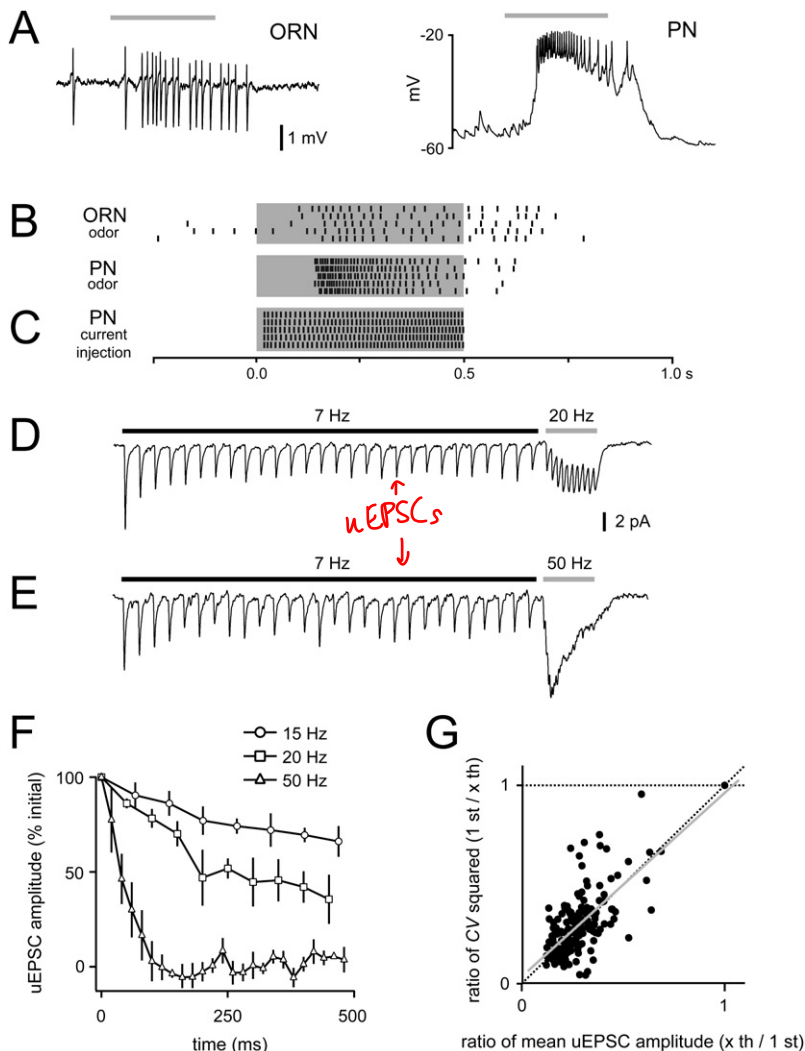 A
ORN
1 mV
PN
-20
mV
-60
B
ORN
odor
PN
odor
C
PN
current
injection
0.0
0.5
1.0 s
D
7 Hz
20 Hz
uEPSCs
2 pA
E
7 Hz
50 Hz
F
15 Hz
20 Hz
50 Hz
uEPSC amplitude (% initial)
100
50
0
0
250
500
time (ms)
G
ratio of CV squared (1 st / x th)
1
0
0
1
ratio of mean uEPSC amplitude (x th / 1 st)